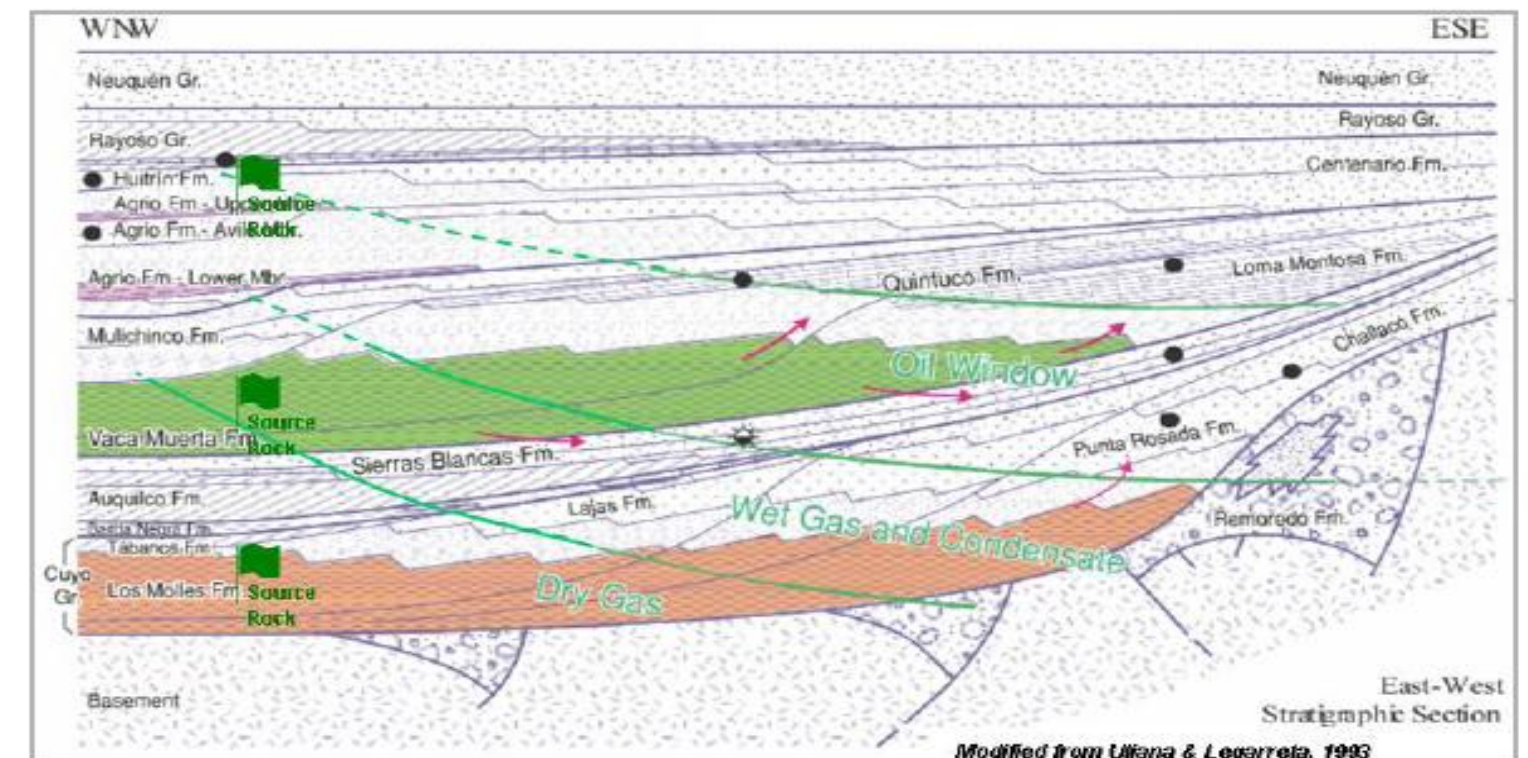 WNW
ESE
Neuquén Gr.
Neuquén Gr.
Rayoso Gr.
Rayoso Gr.
Centenario Fm.
Huitrín Fm.
Source
Rock
Agrio Fm - Upp
Agrio Fm - Avil
Agrio Fm - Lower Mbr
Quintuco Fm.
Loma Montosa Fm.
Mulichinco Fm.
Challaco Fm.
Oil Window
Source
Rock
Vaca Muerta Fm
Sierras Blancas Fm.
Punta Rosada Fm.
Auquilco Fm.
Lajas Fm.
Wet Gas and Condensate
Remoredo Fm.
Tabanos Fm.
Cuyo
Gr.
Los Molles Fm
Source
Rock
Dry Gas
Basement
East-West
Stratigraphic Section
Modified from Uliana & Legarreta, 1993